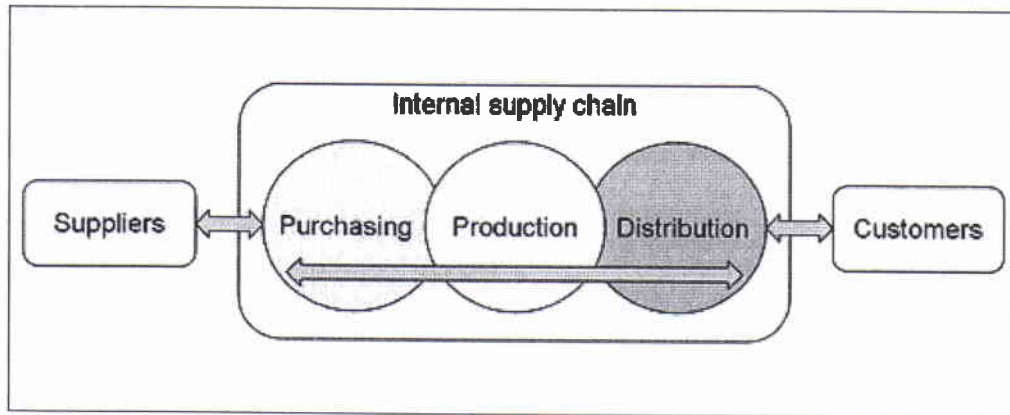 Internal supply chain
Suppliers
Purchasing
Production
Distribution
Customers